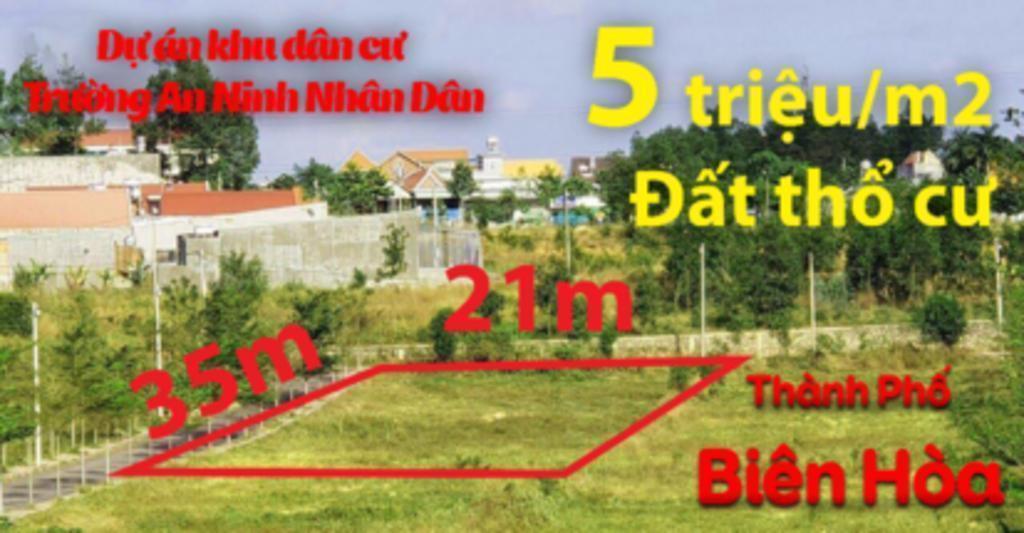 Dự án khu dân cư
Trường An Ninh Nhân Dân
5 triệu/m2
Đất thổ cư
21m
35m
Thành Phố
Biên Hòa